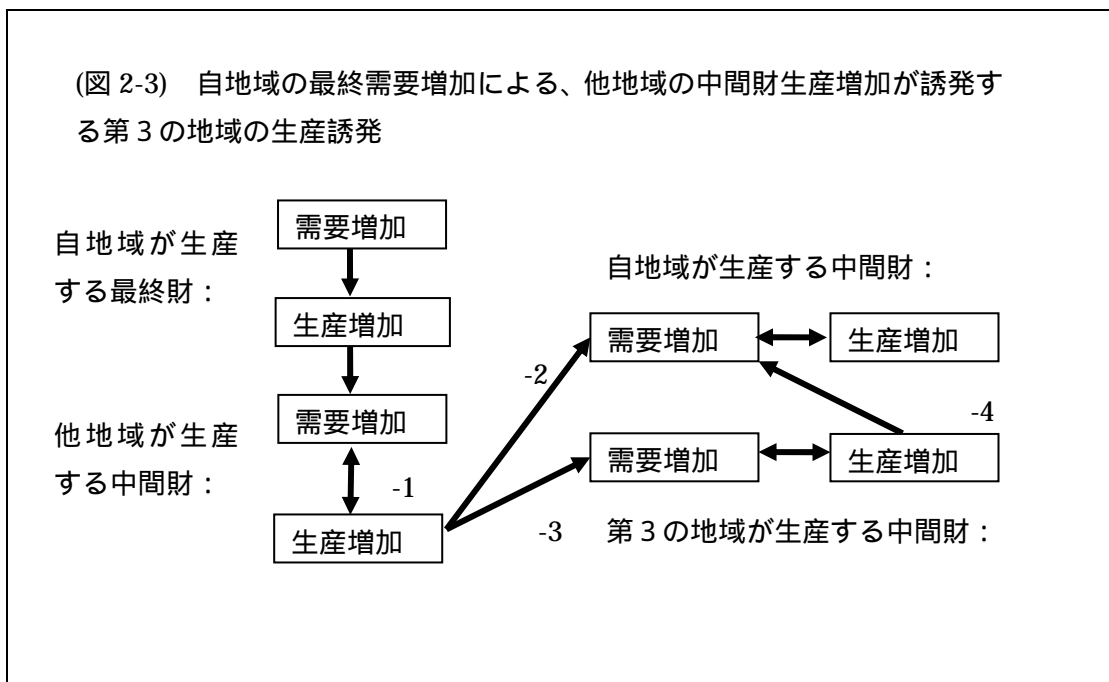 (図 2-3)　自地域の最終需要増加による、他地域の中間財生産増加が誘発す
る第３の地域の生産誘発
自地域が生産
する最終財：
需要増加
生産増加
他地域が生産
する中間財：
需要増加
-1
生産増加
-2
-3
自地域が生産する中間財：
需要増加
生産増加
-4
需要増加
生産増加
第３の地域が生産する中間財：